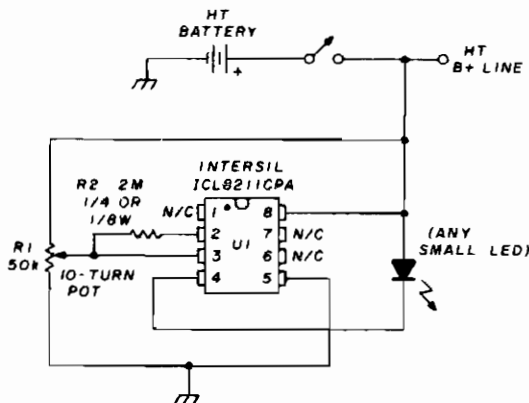 HT
BATTERY
+
HT
B+ LINE
INTERSIL
ICL8211CPA
R2 2M
1/4 OR
1/8W
N/C
1
8
2
7
N/C
U1
3
6
N/C
4
5
R1
50k
10-TURN
POT
(ANY
SMALL LED)